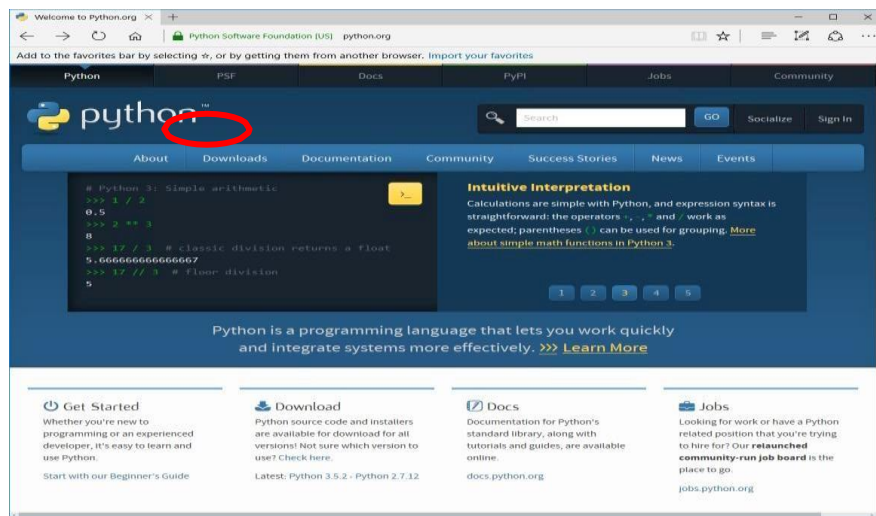 Welcome to Python.org
Python Software Foundation [US] python.org
Add to the favorites bar by selecting ☆, or by getting them from another browser. Import your favorites
Python PSF Docs PyPI Jobs Community
python™
Search GO Socialize Sign In
About Downloads Documentation Community Success Stories News Events
# Python 3: Simple arithmetic
>>> 1 / 2
0.5
>>> 2 ** 3
8
>>> 17 / 3 # classic division returns a float
5.666666666666667
>>> 17 // 3 # floor division
5
>_
Intuitive Interpretation
Calculations are simple with Python, and expression syntax is
straightforward: the operators +, -, * and / work as
expected; parentheses () can be used for grouping. More
about simple math functions in Python 3.
1 2 3 4 5
Python is a programming language that lets you work quickly
and integrate systems more effectively. >>> Learn More
Get Started
Whether you're new to
programming or an experienced
developer, it's easy to learn and
use Python.
Start with our Beginner's Guide
Download
Python source code and installers
are available for download for all
versions! Not sure which version to
use? Check here.
Latest: Python 3.5.2 - Python 2.7.12
Docs
Documentation for Python's
standard library, along with
tutorials and guides, are available
online.
docs.python.org
Jobs
Looking for work or have a Python
related position that you're trying
to hire for? Our relaunched
community-run job board is the
place to go.
jobs.python.org